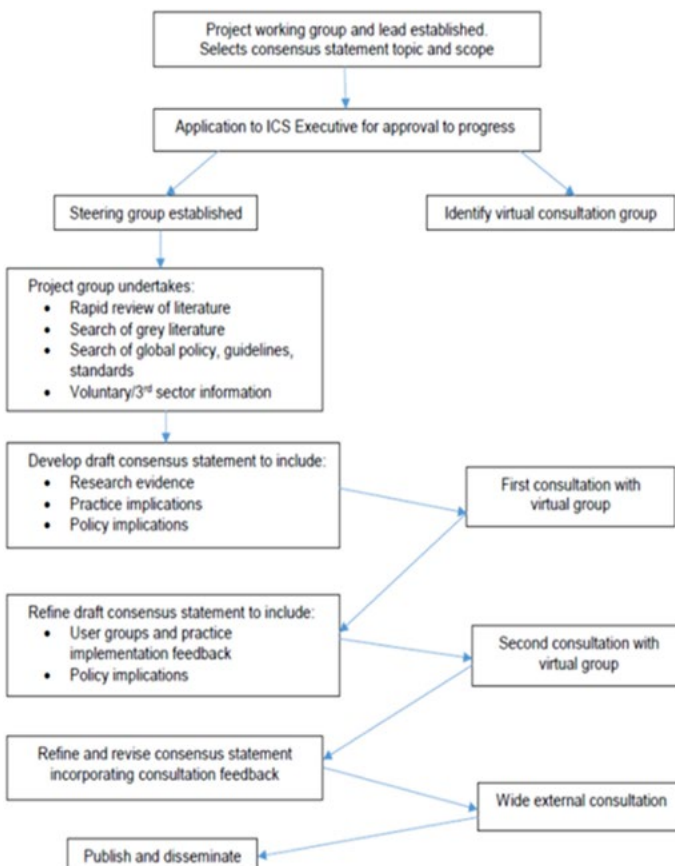 Project working group and lead established.
Selects consensus statement topic and scope
Application to ICS Executive for approval to progress
Steering group established
Identify virtual consultation group
Project group undertakes:
• Rapid review of literature
• Search of grey literature
• Search of global policy, guidelines,
standards
• Voluntary/3rd sector information
Develop draft consensus statement to include:
• Research evidence
• Practice implications
• Policy implications
First consultation with
virtual group
Refine draft consensus statement to include:
• User groups and practice
implementation feedback
• Policy implications
Second consultation with
virtual group
Refine and revise consensus statement
incorporating consultation feedback
Wide external consultation
Publish and disseminate